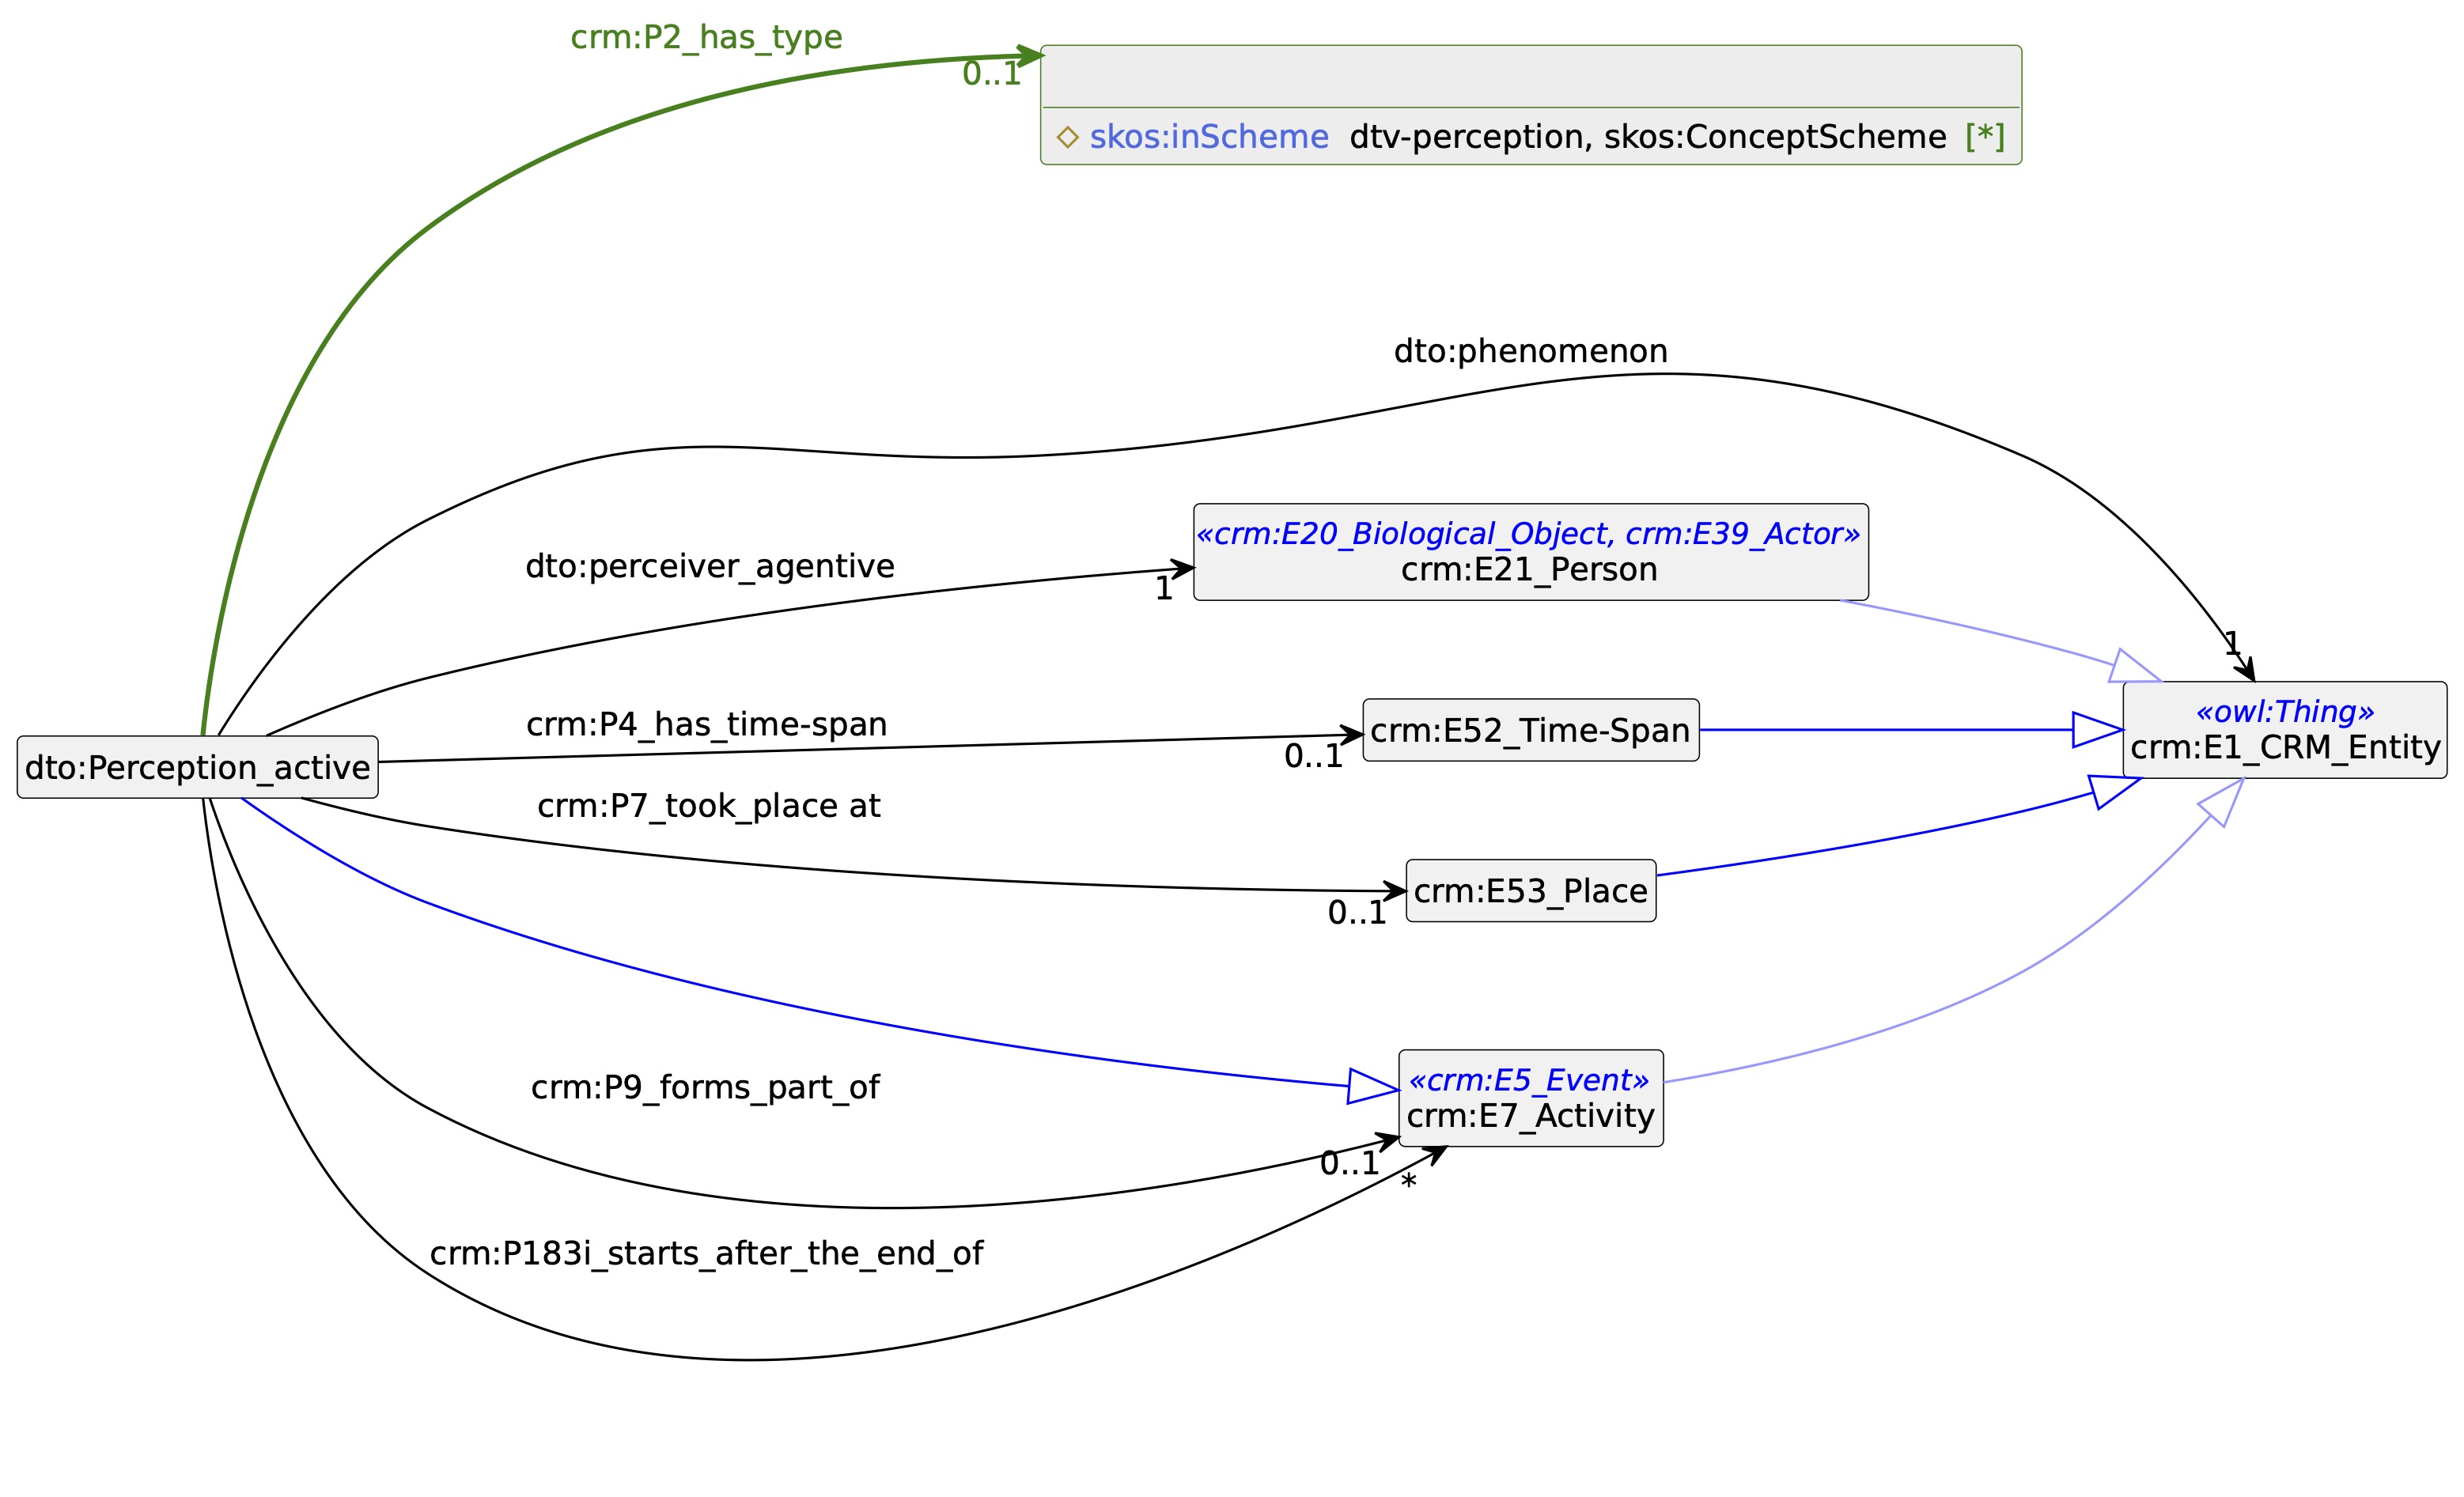 crm:P2_has_type
0..1
skos:inScheme dtv-perception, skos:ConceptScheme [*]
dto:phenomenon
1
dto:perceiver_agentive
1
«crm:E20_Biological_Object, crm:E39_Actor»
crm:E21_Person
crm:P4_has_time-span
0..1
crm:E52_Time-Span
«owl:Thing»
crm:E1_CRM_Entity
dto:Perception_active
crm:P7_took_place at
0..1
crm:E53_Place
crm:P9_forms_part_of
0..1
«crm:E5_Event»
crm:E7_Activity
*
crm:P183i_starts_after_the_end_of